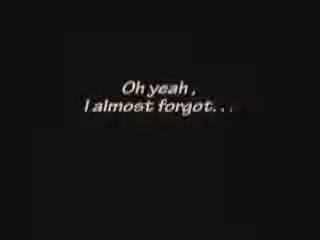 Oh yeah ,
I almost forgot. . .